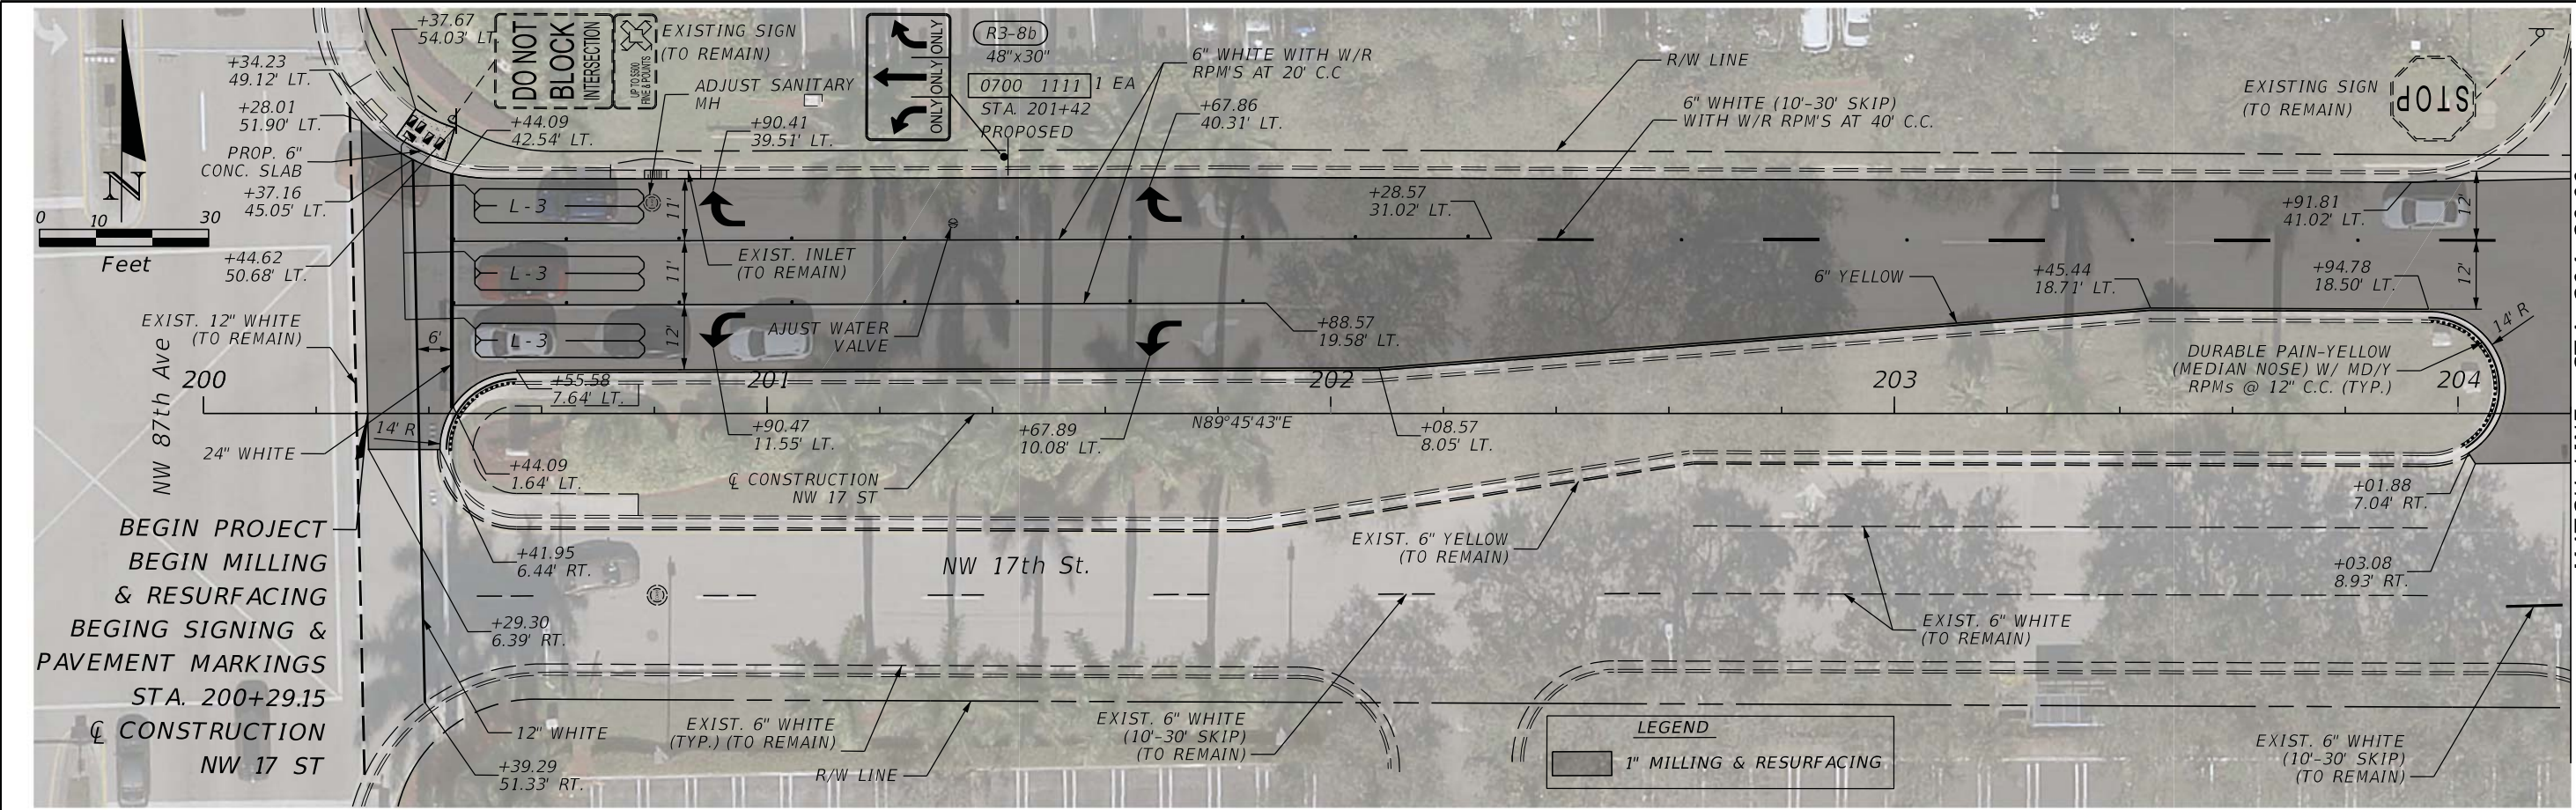 +37.67
54.03' LT.
DO NOT
BLOCK
INTERSECTION
UP TO $500
FINE & POINTS
EXISTING SIGN
(TO REMAIN)
ADJUST SANITARY
MH
ONLY ONLY ONLY
R3-8b
48"x30"
0700 1111 1 EA
STA. 201+42
PROPOSED
6" WHITE WITH W/R
RPM'S AT 20' C.C
+67.86
40.31' LT.
R/W LINE
6" WHITE (10'-30' SKIP)
WITH W/R RPM'S AT 40' C.C.
EXISTING SIGN
(TO REMAIN)
STOP
+34.23
49.12' LT.
+28.01
51.90' LT.
PROP. 6"
CONC. SLAB
+37.16
45.05' LT.
+44.62
50.68' LT.
+44.09
42.54' LT.
+90.41
39.51' LT.
N
0 10 30
Feet
L-3
L-3
L-3
11'
11'
12'
EXIST. INLET
(TO REMAIN)
+28.57
31.02' LT.
+91.81
41.02' LT.
12'
12'
6" YELLOW
+45.44
18.71' LT.
+94.78
18.50' LT.
14' R
EXIST. 12" WHITE
(TO REMAIN)
NW 87th Ave
6'
AJUST WATER
VALVE
+88.57
19.58' LT.
DURABLE PAIN-YELLOW
(MEDIAN NOSE) W/ MD/Y
RPMs @ 12" C.C. (TYP.)
200
201
202
203
204
+55.58
7.64' LT.
14' R
24" WHITE
+90.47
11.55' LT.
+67.89
10.08' LT.
N89°45'43"E
+08.57
8.05' LT.
+44.09
1.64' LT.
℄ CONSTRUCTION
NW 17 ST
+01.88
7.04' RT.
BEGIN PROJECT
BEGIN MILLING
& RESURFACING
BEGING SIGNING &
PAVEMENT MARKINGS
STA. 200+29.15
℄ CONSTRUCTION
NW 17 ST
+41.95
6.44' RT.
+29.30
6.39' RT.
NW 17th St.
EXIST. 6" YELLOW
(TO REMAIN)
+03.08
8.93' RT.
EXIST. 6" WHITE
(TO REMAIN)
12" WHITE
+39.29
51.33' RT.
EXIST. 6" WHITE
(TYP.) (TO REMAIN)
R/W LINE
EXIST. 6" WHITE
(10'-30' SKIP)
(TO REMAIN)
LEGEND
1" MILLING & RESURFACING
EXIST. 6" WHITE
(10'-30' SKIP)
(TO REMAIN)